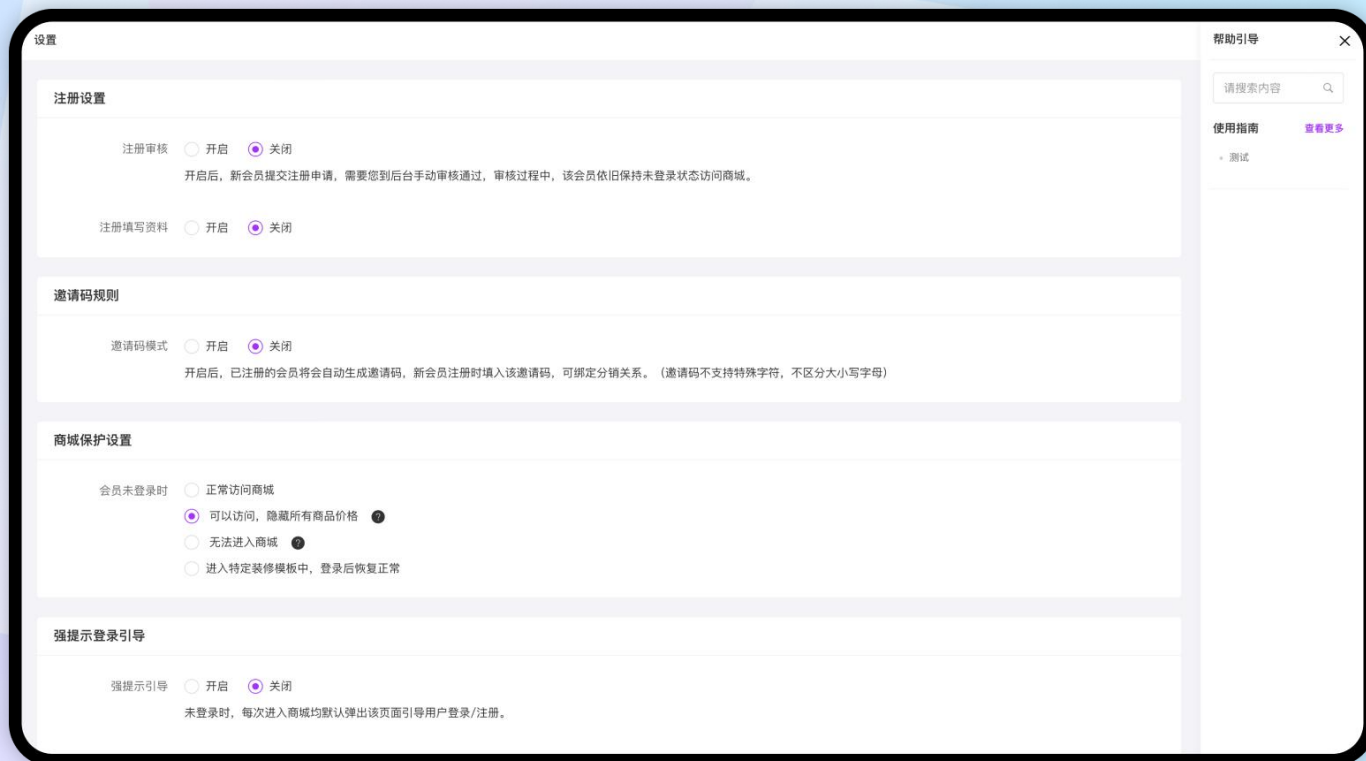 设置
注册设置
注册审核 开启 关闭
开启后，新会员提交注册申请，需要您到后台手动审核通过，审核过程中，该会员依旧保持未登录状态访问商城。
注册填写资料 开启 关闭
邀请码规则
邀请码模式 开启 关闭
开启后，已注册的会员将会自动生成邀请码，新会员注册时填入该邀请码，可绑定分销关系。（邀请码不支持特殊字符，不区分大小写字母）
商城保护设置
会员未登录时 正常访问商城
可以访问，隐藏所有商品价格 ?
无法进入商城 ?
进入特定装修模板中，登录后恢复正常
强提示登录引导
强提示引导 开启 关闭
未登录时，每次进入商城均默认弹出该页面引导用户登录/注册。
帮助引导
请搜索内容
使用指南 查看更多
测试